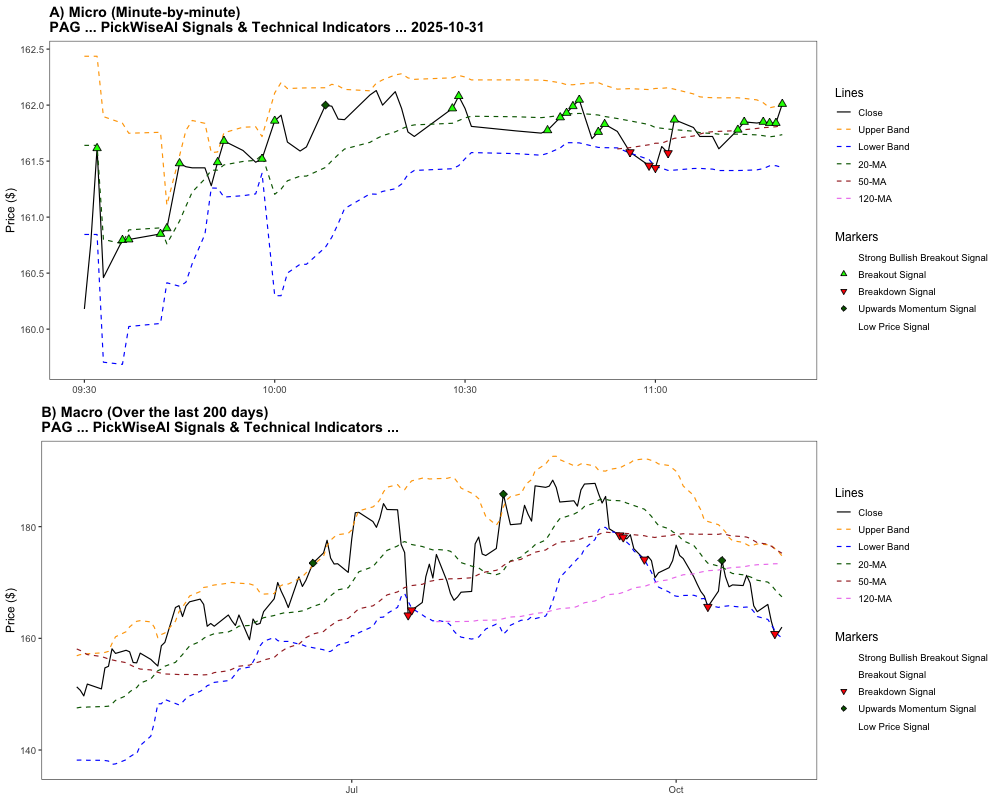 A) Micro (Minute-by-minute)
PAG ... PickWiseAI Signals & Technical Indicators ... 2025-10-31
162.5
162.0
161.5
161.0
160.5
160.0
Price ($)
09:30
10:00
10:30
11:00
Lines
Close
Upper Band
Lower Band
20-MA
50-MA
120-MA
Markers
Strong Bullish Breakout Signal
Breakout Signal
Breakdown Signal
Upwards Momentum Signal
Low Price Signal
B) Macro (Over the last 200 days)
PAG ... PickWiseAI Signals & Technical Indicators ...
180
160
140
Price ($)
Jul
Oct
Lines
Close
Upper Band
Lower Band
20-MA
50-MA
120-MA
Markers
Strong Bullish Breakout Signal
Breakout Signal
Breakdown Signal
Upwards Momentum Signal
Low Price Signal